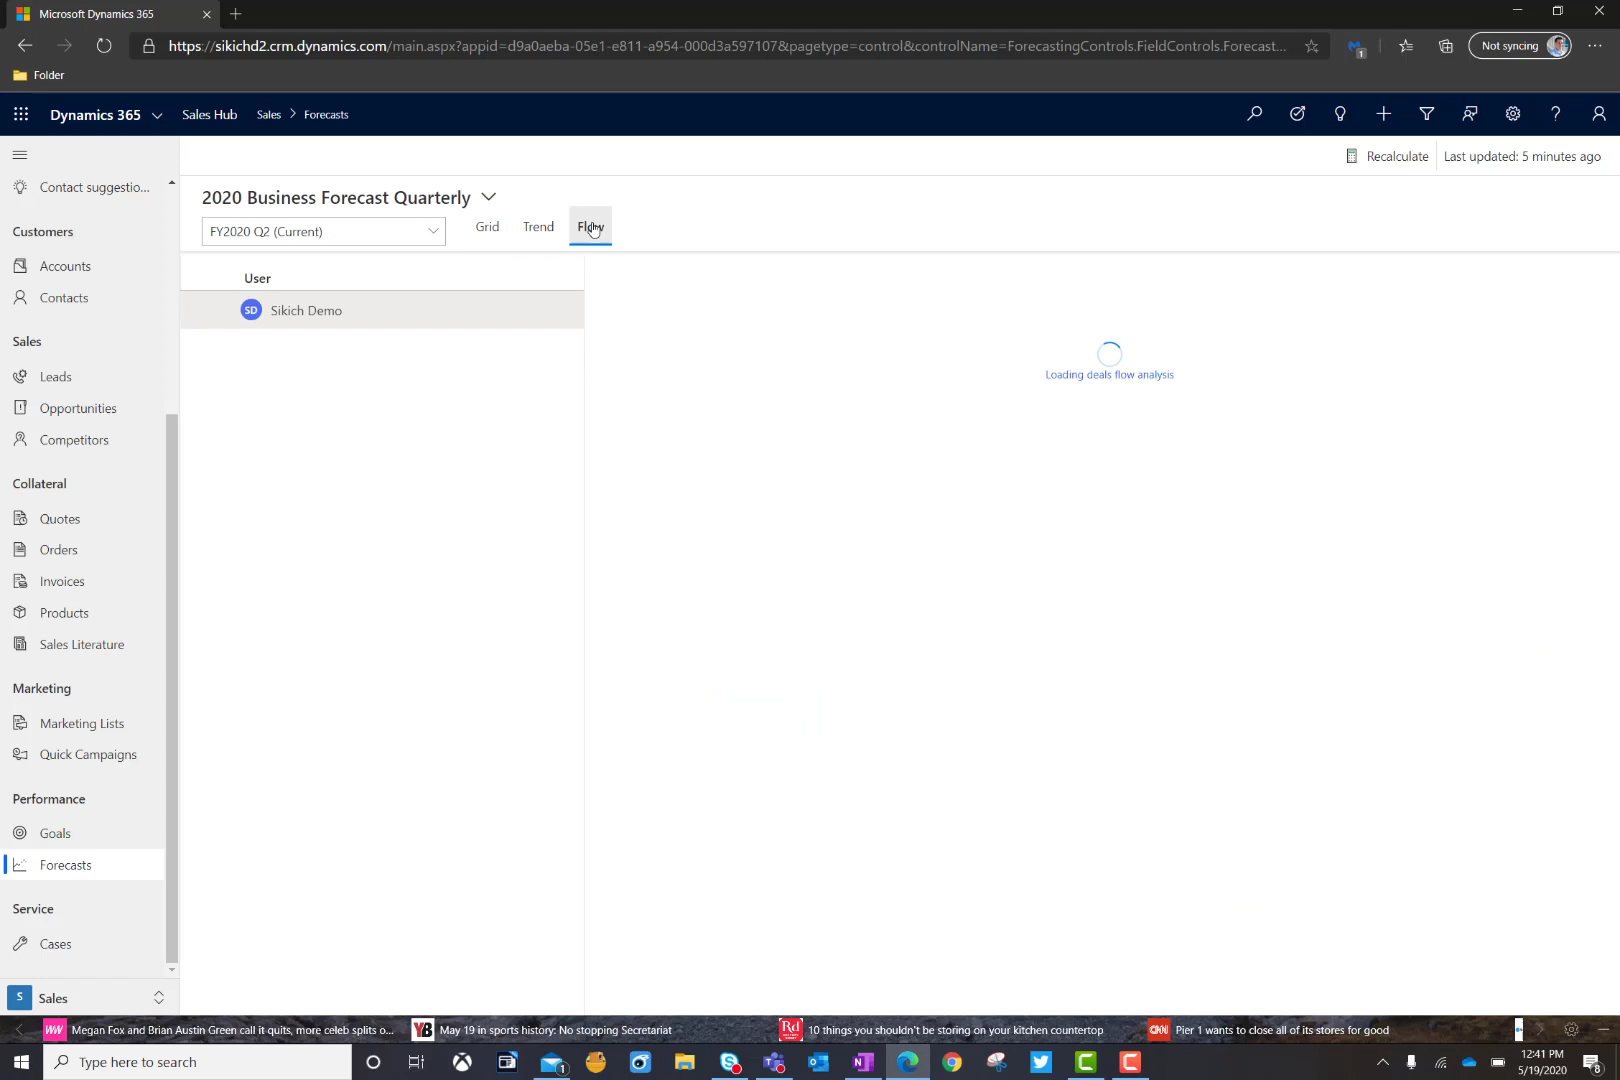 Microsoft Dynamics 365
https://sikichd2.crm.dynamics.com/main.aspx?appid=d9a0aeba-05e1-e811-a954-000d3a597107&pagetype=control&controlName=ForecastingControls.FieldControls.Forecast...
1
Not syncing
Folder
Dynamics 365
Sales Hub
Sales > Forecasts
Recalculate
Last updated: 5 minutes ago
Contact suggestio...
2020 Business Forecast Quarterly
FY2020 Q2 (Current)
Grid
Trend
Flow
Customers
Accounts
Contacts
User
SD Sikich Demo
Loading deals flow analysis
Sales
Leads
Opportunities
Competitors
Collateral
Quotes
Orders
Invoices
Products
Sales Literature
Marketing
Marketing Lists
Quick Campaigns
Performance
Goals
Forecasts
Service
Cases
S Sales
WW Megan Fox and Brian Austin Green call it quits, more celeb splits o...
YB May 19 in sports history: No stopping Secretariat
Rd 10 things you shouldn't be storing on your kitchen countertop
CNN Pier 1 wants to close all of its stores for good
Type here to search
1
12:41 PM
5/19/2020
8